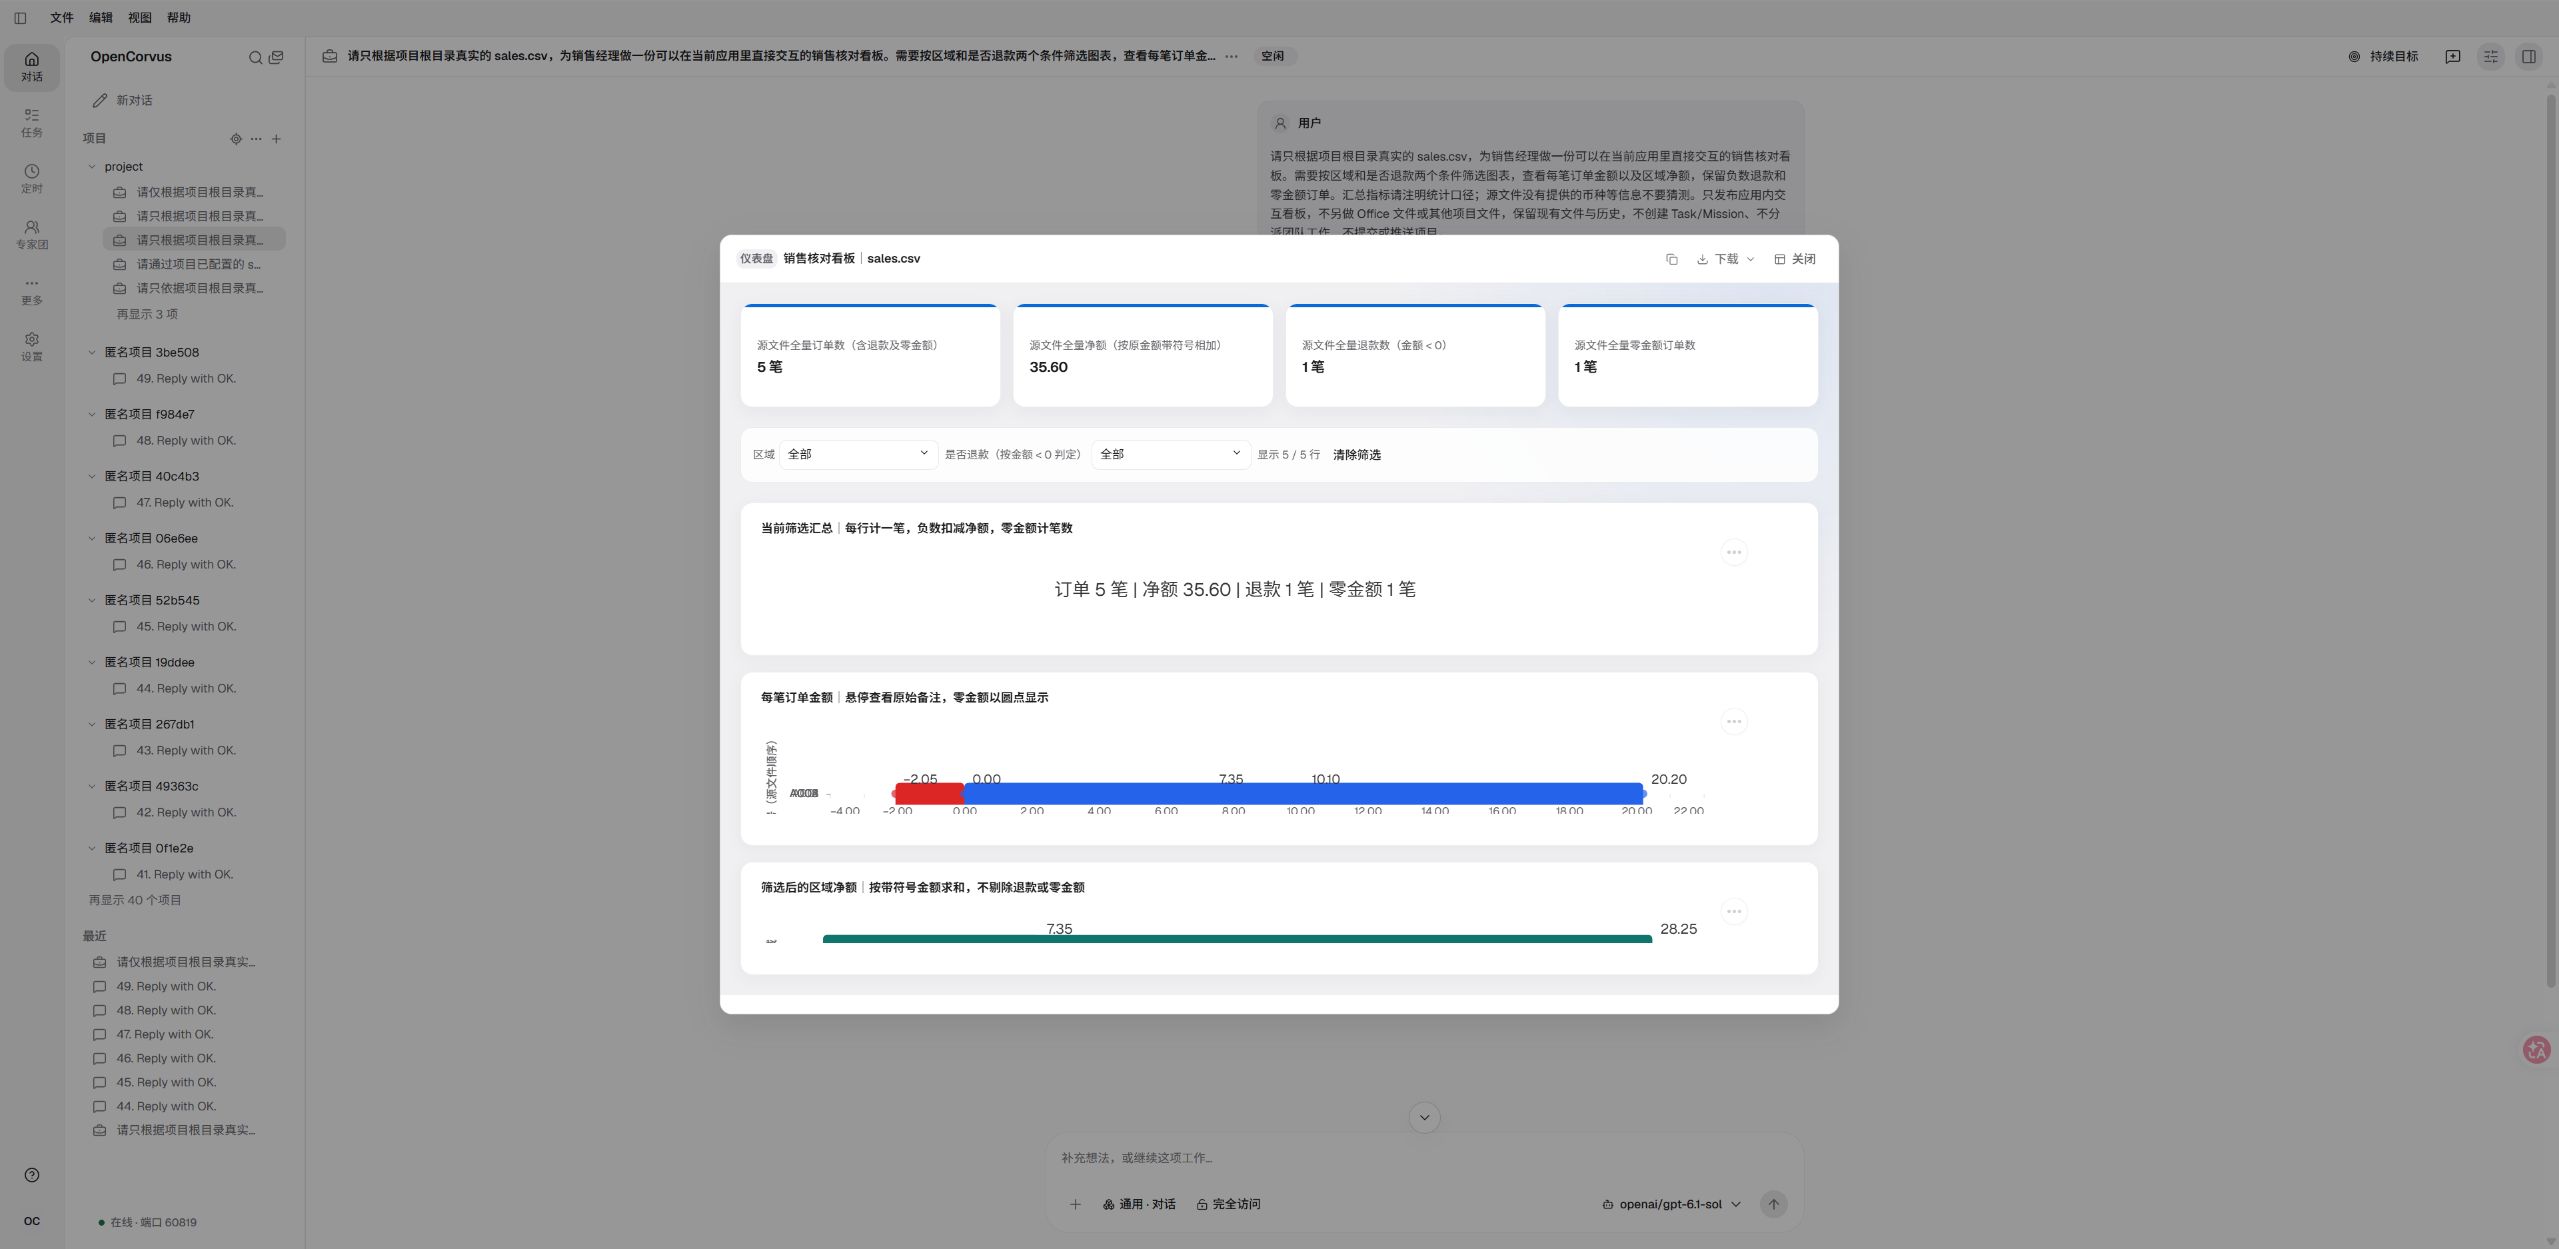 文件 编辑 视图 帮助
对话
任务
定时
专家团
更多
设置
OC
OpenCorvus
新对话
项目
project
请仅根据项目根目录真...
请只根据项目根目录真...
请只根据项目根目录真...
请通过项目已配置的 s...
请只依据项目根目录真...
再显示 3 项
匿名项目 3be508
49. Reply with OK.
匿名项目 f984e7
48. Reply with OK.
匿名项目 40c4b3
47. Reply with OK.
匿名项目 06e6ee
46. Reply with OK.
匿名项目 52b545
45. Reply with OK.
匿名项目 19ddee
44. Reply with OK.
匿名项目 267db1
43. Reply with OK.
匿名项目 49363c
42. Reply with OK.
匿名项目 0f1e2e
41. Reply with OK.
再显示 40 个项目
最近
请仅根据项目根目录真实...
49. Reply with OK.
48. Reply with OK.
47. Reply with OK.
46. Reply with OK.
45. Reply with OK.
44. Reply with OK.
请只根据项目根目录真实...
在线 · 端口 60819
请只根据项目根目录真实的 sales.csv，为销售经理做一份可以在当前应用里直接交互的销售核对看板。需要按区域和是否退款两个条件筛选图表，查看每笔订单金... 空闲
持续目标
用户
请只根据项目根目录真实的 sales.csv，为销售经理做一份可以在当前应用里直接交互的销售核对看
板。需要按区域和是否退款两个条件筛选图表，查看每笔订单金额以及区域净额，保留负数退款和
零金额订单。汇总指标请注明统计口径；源文件没有提供的币种等信息不要猜测。只发布应用内交
互看板，不另做 Office 文件或其他项目文件，保留现有文件与历史，不创建 Task/Mission、不分
派团队工作，不提交或推送项目。
仪表盘 销售核对看板｜sales.csv
下载 关闭
源文件全量订单数（含退款及零金额）
5 笔
源文件全量净额（按原金额带符号相加）
35.60
源文件全量退款数（金额 < 0）
1 笔
源文件全量零金额订单数
1 笔
区域 全部 是否退款（按金额 < 0 判定） 全部 显示 5 / 5 行 清除筛选
当前筛选汇总｜每行计一笔，负数扣减净额，零金额计笔数
订单 5 笔 | 净额 35.60 | 退款 1 笔 | 零金额 1 笔
每笔订单金额｜悬停查看原始备注，零金额以圆点显示
（源文件顺序）
−2.05 0.00 7.35 10.10 20.20
−4.00 −2.00 0.00 2.00 4.00 6.00 8.00 10.00 12.00 14.00 16.00 18.00 20.00 22.00
筛选后的区域净额｜按带符号金额求和，不剔除退款或零金额
7.35 28.25
补充想法，或继续这项工作...
通用 · 对话 完全访问
openai/gpt-6.1-sol